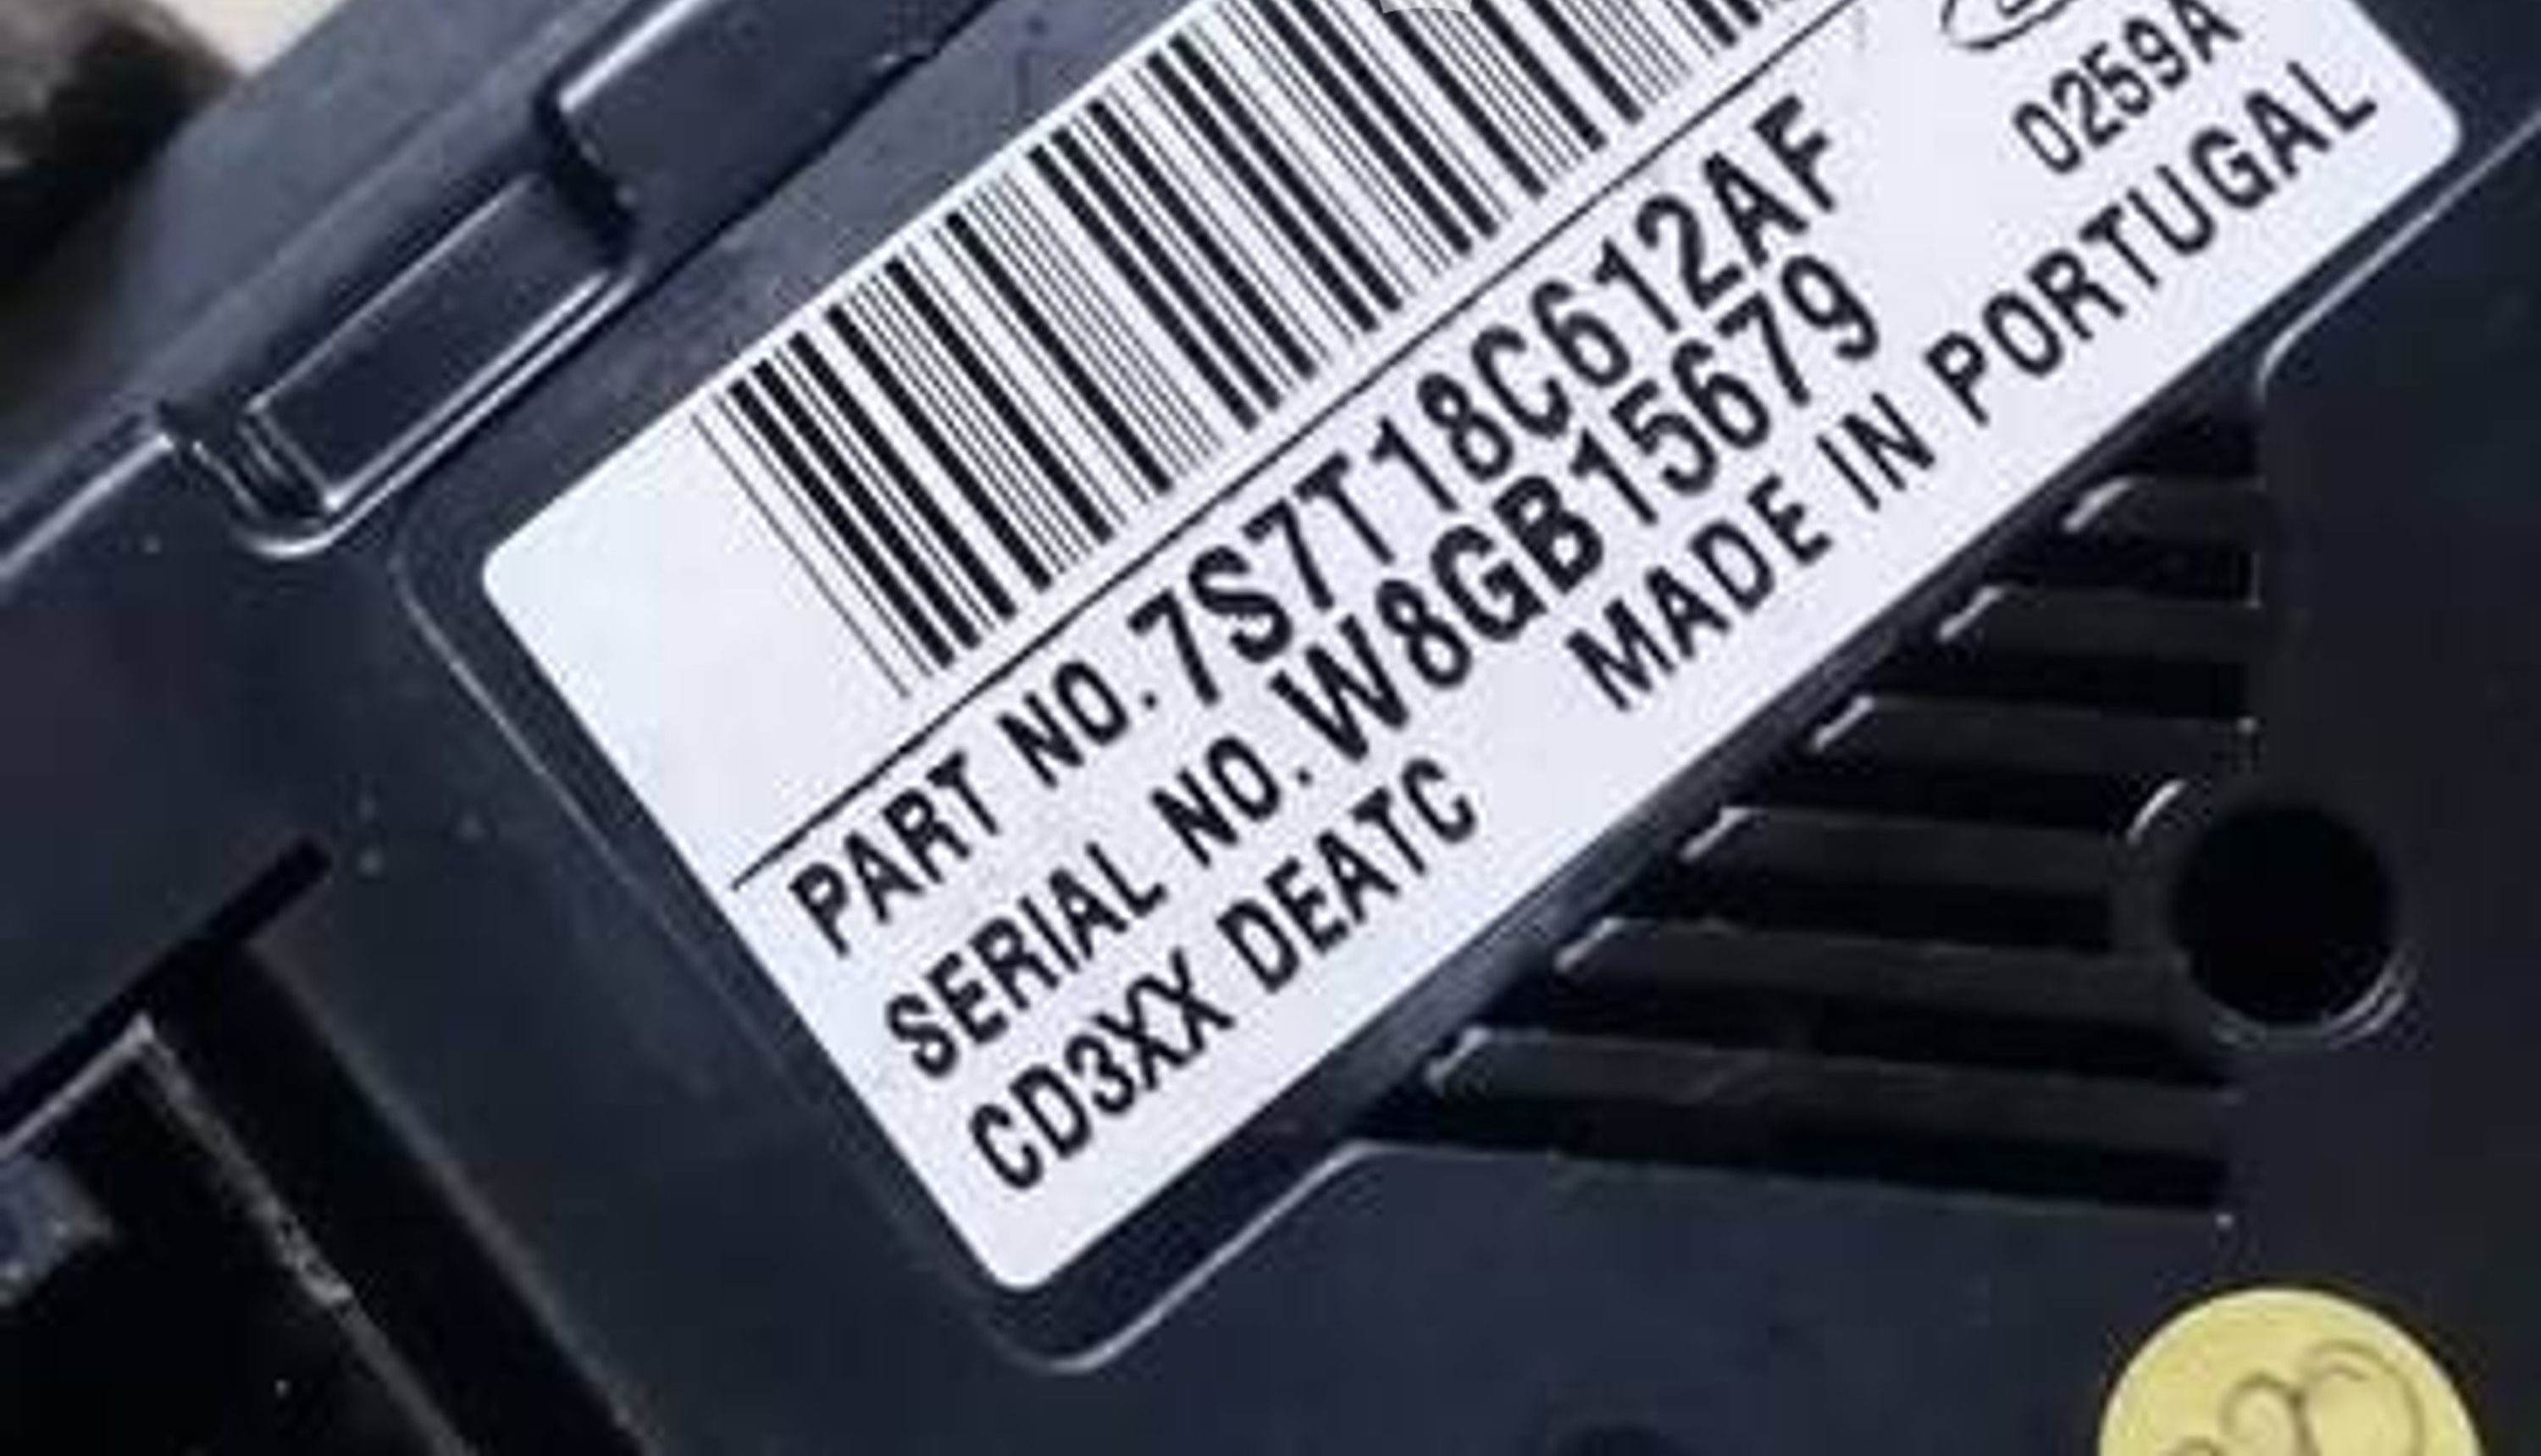 0259A
PART NO.7S7T18C612AF
SERIAL NO.W8GB15679
CD3XX DEATC MADE IN PORTUGAL